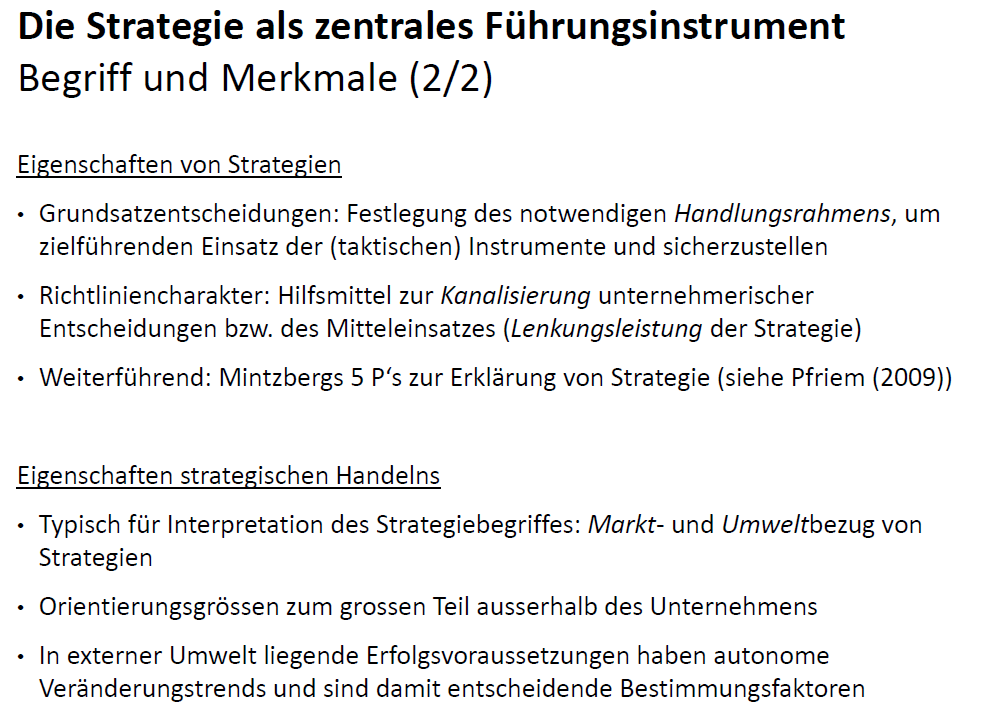 Die Strategie als zentrales Führungsinstrument
Begriff und Merkmale (2/2)
Eigenschaften von Strategien
• Grundsatzentscheidungen: Festlegung des notwendigen Handlungsrahmens, um
zielführenden Einsatz der (taktischen) Instrumente und sicherzustellen
• Richtliniencharakter: Hilfsmittel zur Kanalisierung unternehmerischer
Entscheidungen bzw. des Mitteleinsatzes (Lenkungsleistung der Strategie)
• Weiterführend: Mintzbergs 5 P‘s zur Erklärung von Strategie (siehe Pfriem (2009))
Eigenschaften strategischen Handelns
• Typisch für Interpretation des Strategiebegriffes: Markt- und Umweltbezug von
Strategien
• Orientierungsgrössen zum grossen Teil ausserhalb des Unternehmens
• In externer Umwelt liegende Erfolgsvoraussetzungen haben autonome
Veränderungstrends und sind damit entscheidende Bestimmungsfaktoren